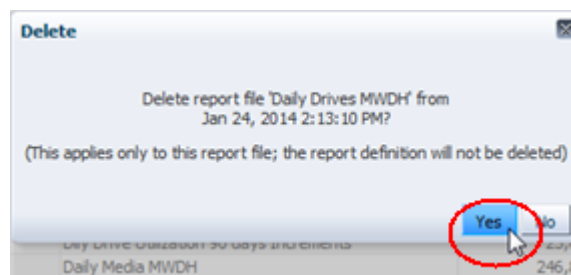 Delete
Delete report file 'Daily Drives MWDH' from
Jan 24, 2014 2:13:10 PM?
(This applies only to this report file; the report definition will not be deleted)
Yes No
Drive Utilization 90 days Increments
Daily Media MWDH 246,